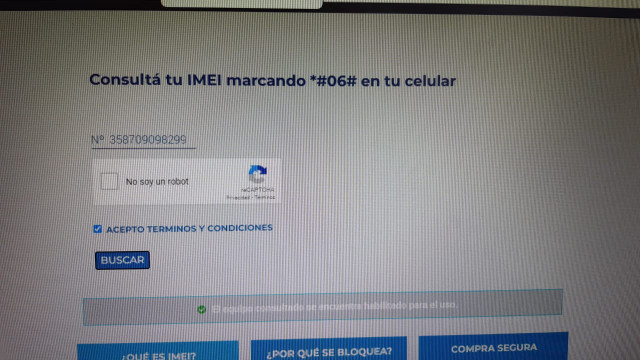 Consultá tu IMEI marcando *#06# en tu celular
Nº 358709098299
No soy un robot
reCAPTCHA
Privacidad - Términos
ACEPTO TERMINOS Y CONDICIONES
BUSCAR
El equipo consultado se encuentra habilitado para el uso.
¿QUÉ ES IMEI?
¿POR QUÉ SE BLOQUEA?
COMPRA SEGURA